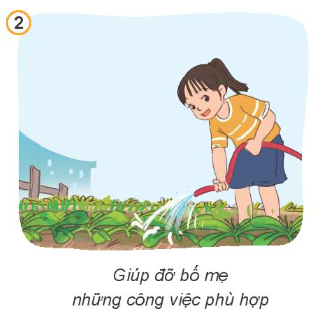 2
Giúp đỡ bố mẹ
những công việc phù hợp